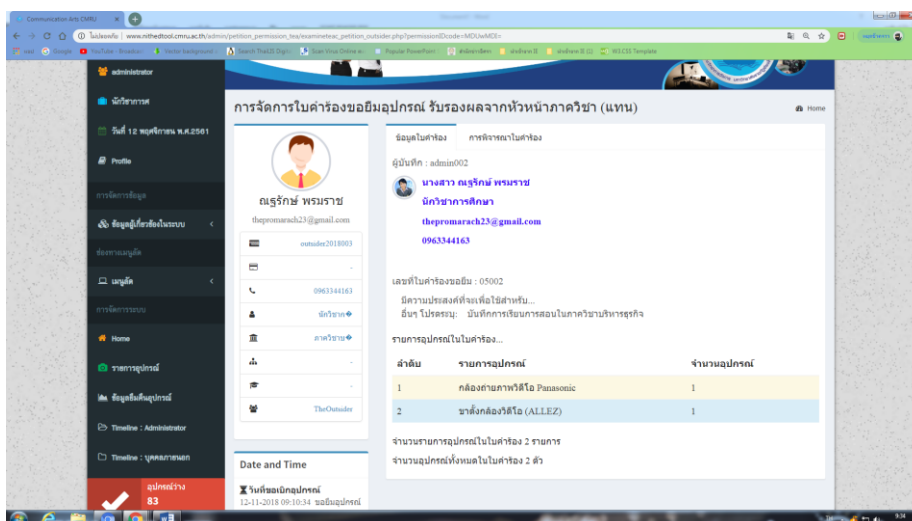 Communication Arts CMRU
ไม่ปลอดภัย | www.nithedtool.cmru.ac.th/admin/petition_permission_tea/examineteac_petition_outsider.php?permissionIDcode=MDUwMDI=
Google
Popular PowerPoint
W3.CSS Template
administrator
นักวิชาการศ
วันที่ 12 พฤศจิกายน พ.ศ.2561
Profile
การจัดการข้อมูล
ข้อมูลผู้เกี่ยวข้องในระบบ
ช่องทางเมนูลัด
เมนูลัด
การจัดการระบบ
Home
รายการอุปกรณ์
ข้อมูลยืมคืนอุปกรณ์
Timeline : Administrator
Timeline : บุคคลภายนอก
อุปกรณ์ว่าง
83
การจัดการใบคำร้องขอยืมอุปกรณ์ รับรองผลจากหัวหน้าภาควิชา (แทน)
Home
ณฐรักษ์ พรมราช
thepromarach23@gmail.com
outsider2018003
-
0963344163
นักวิชาก�
ภาควิชาบ�
-
-
TheOutsider
Date and Time
วันที่ขอเบิกอุปกรณ์
12-11-2018 09:10:34 ขอยืมอุปกรณ์
ข้อมูลใบคำร้อง การพิจารณาใบคำร้อง
ผู้บันทึก : admin002
นางสาว ณฐรักษ์ พรมราช
นักวิชาการศึกษา
thepromarach23@gmail.com
0963344163
เลขที่ใบคำร้องขอยืม : 05002
มีความประสงค์ที่จะเพื่อใช้สำหรับ...
อื่นๆ โปรดระบุ: บันทึกการเรียนการสอนในภาควิชาบริหารธุรกิจ
รายการอุปกรณ์ในใบคำร้อง...
ลำดับ รายการอุปกรณ์ จำนวนอุปกรณ์
1 กล้องถ่ายภาพวิดีโอ Panasonic 1
2 ขาตั้งกล้องวิดีโอ (ALLEZ) 1
จำนวนรายการอุปกรณ์ในใบคำร้อง 2 รายการ
จำนวนอุปกรณ์ทั้งหมดในใบคำร้อง 2 ตัว
9:34